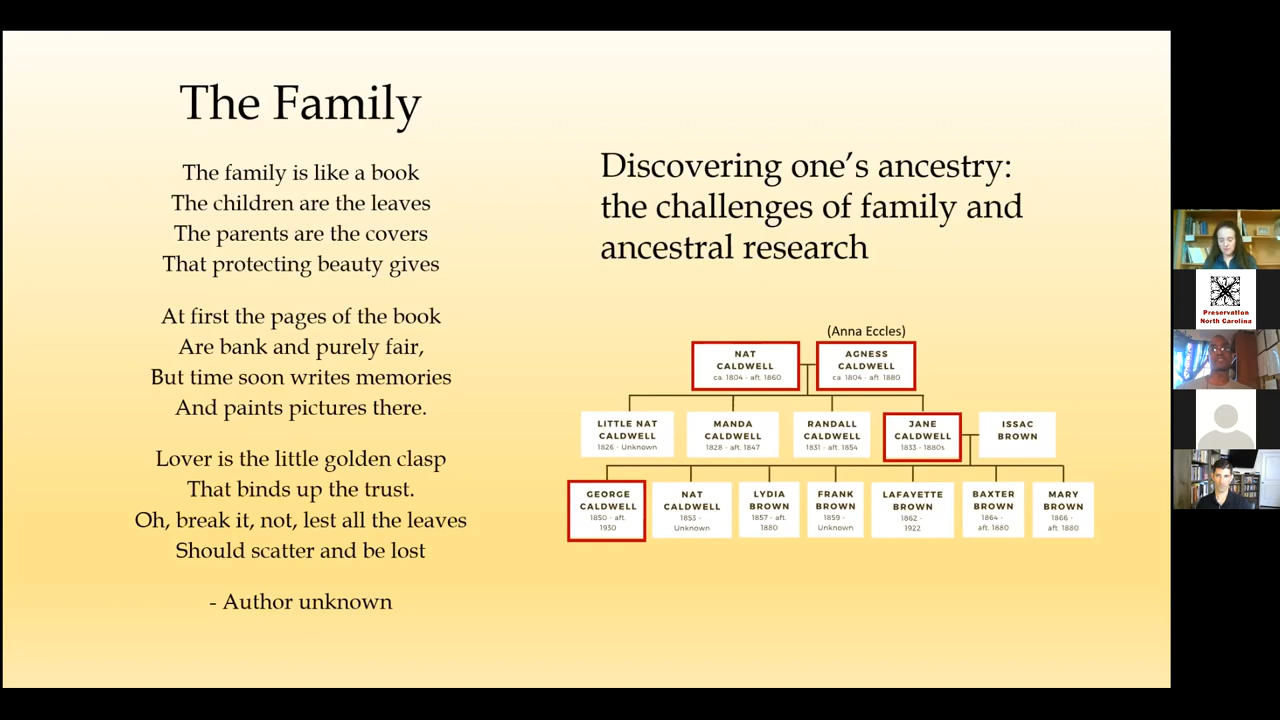 The Family
The family is like a book
The children are the leaves
The parents are the covers
That protecting beauty gives
At first the pages of the book
Are bank and purely fair,
But time soon writes memories
And paints pictures there.
Lover is the little golden clasp
That binds up the trust.
Oh, break it, not, lest all the leaves
Should scatter and be lost
- Author unknown
Discovering one's ancestry:
the challenges of family and
ancestral research
(Anna Eccles)
NAT
CALDWELL
ca. 1804 - aft. 1860
AGNESS
CALDWELL
ca. 1804 - aft. 1880
LITTLE NAT
CALDWELL
1826 - Unknown
MANDA
CALDWELL
1828 - aft. 1847
RANDALL
CALDWELL
1831 - aft. 1854
JANE
CALDWELL
1833 - 1880s
ISSAC
BROWN
GEORGE
CALDWELL
1850 - aft.
1930
NAT
CALDWELL
1853 -
Unknown
LYDIA
BROWN
1857 - aft.
1880
FRANK
BROWN
1859 -
Unknown
LAFAYETTE
BROWN
1862 -
1922
BAXTER
BROWN
1864 -
aft. 1880
MARY
BROWN
1866 -
aft. 1880
Preservation
North Carolina